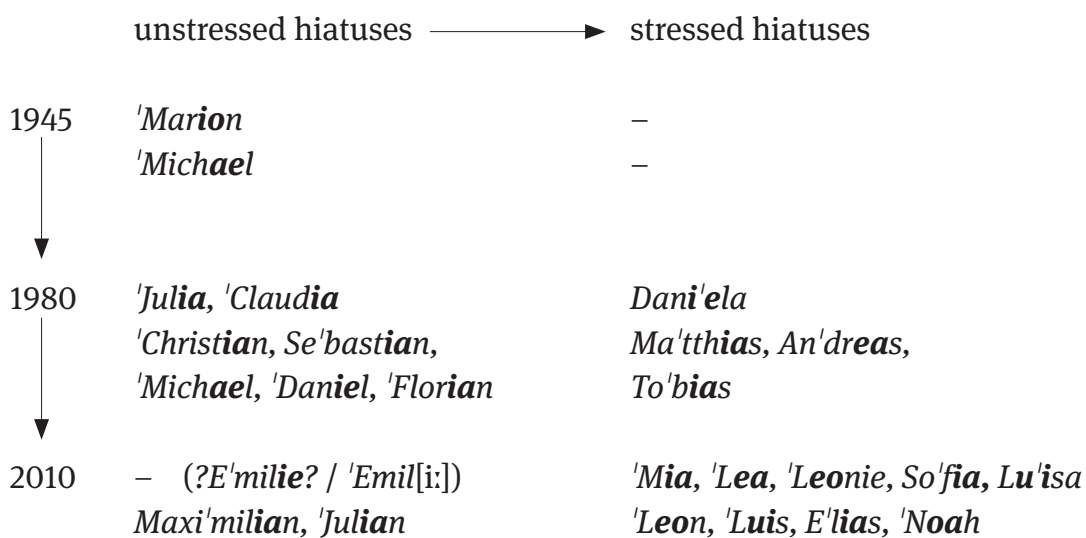 unstressed hiatuses stressed hiatuses
1945 ˈMarion –
ˈMichael –
1980 ˈJulia, ˈClaudia Daniˈela
ˈChristian, Seˈbastian, Maˈtthias, Anˈdreas,
ˈMichael, ˈDaniel, ˈFlorian Toˈbias
2010 – (?Eˈmilie? / ˈEmil[iː]) ˈMia, ˈLea, ˈLeonie, Soˈfia, Luˈisa
Maxiˈmilian, ˈJulian ˈLeon, ˈLuis, Eˈlias, ˈNoah